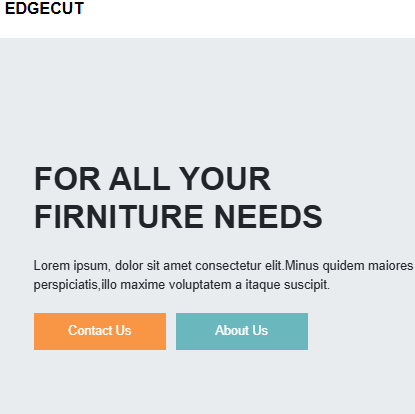 EDGECUT
FOR ALL YOUR
FIRNITURE NEEDS
Lorem ipsum, dolor sit amet consectetur elit.Minus quidem maiores
perspiciatis,illo maxime voluptatem a itaque suscipit.
Contact Us
About Us